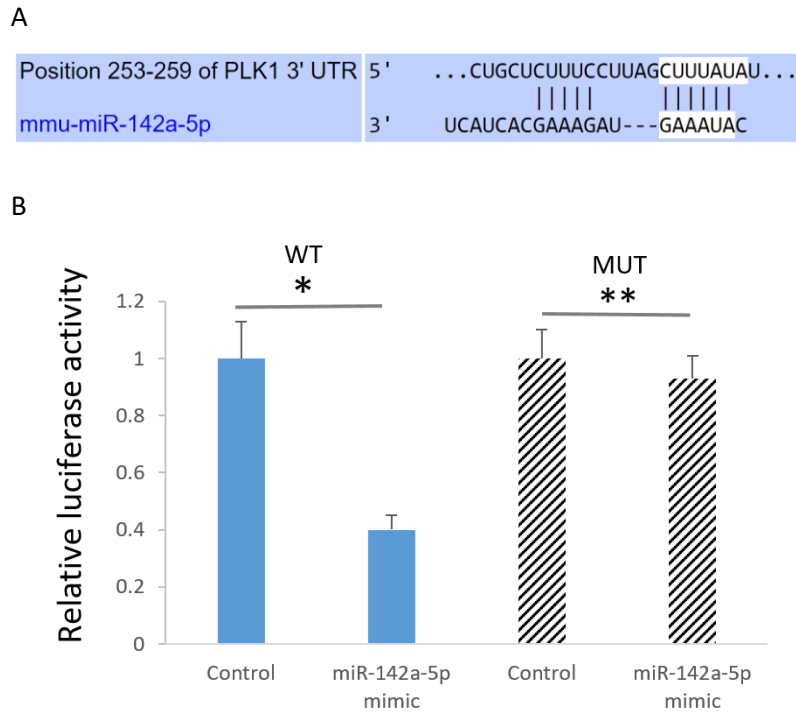 A
Position 253-259 of PLK1 3' UTR 5' ...CUGCUCUUUCCUUAGCUUUAUAU...
||||| ||||||
mmu-miR-142a-5p 3' UCAUCACGAAAGAU---GAAAUAC
B
WT MUT
* **
Relative luciferase activity
1.2
1
0.8
0.6
0.4
0.2
0
Control miR-142a-5p mimic Control miR-142a-5p mimic